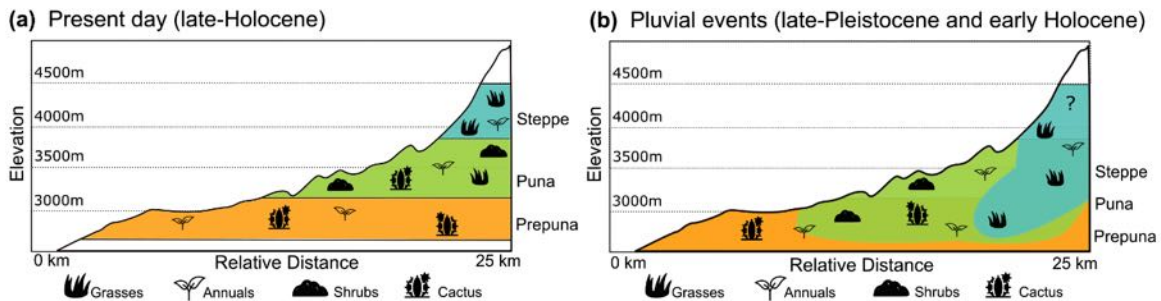 (a) Present day (late-Holocene)
4500m
4000m
3500m
3000m
Elevation
Steppe
Puna
Prepuna
0 km
Relative Distance
25 km
Grasses
Annuals
Shrubs
Cactus
(b) Pluvial events (late-Pleistocene and early Holocene)
4500m
4000m
3500m
3000m
Elevation
?
Steppe
Puna
Prepuna
0 km
Relative Distance
25 km
Grasses
Annuals
Shrubs
Cactus